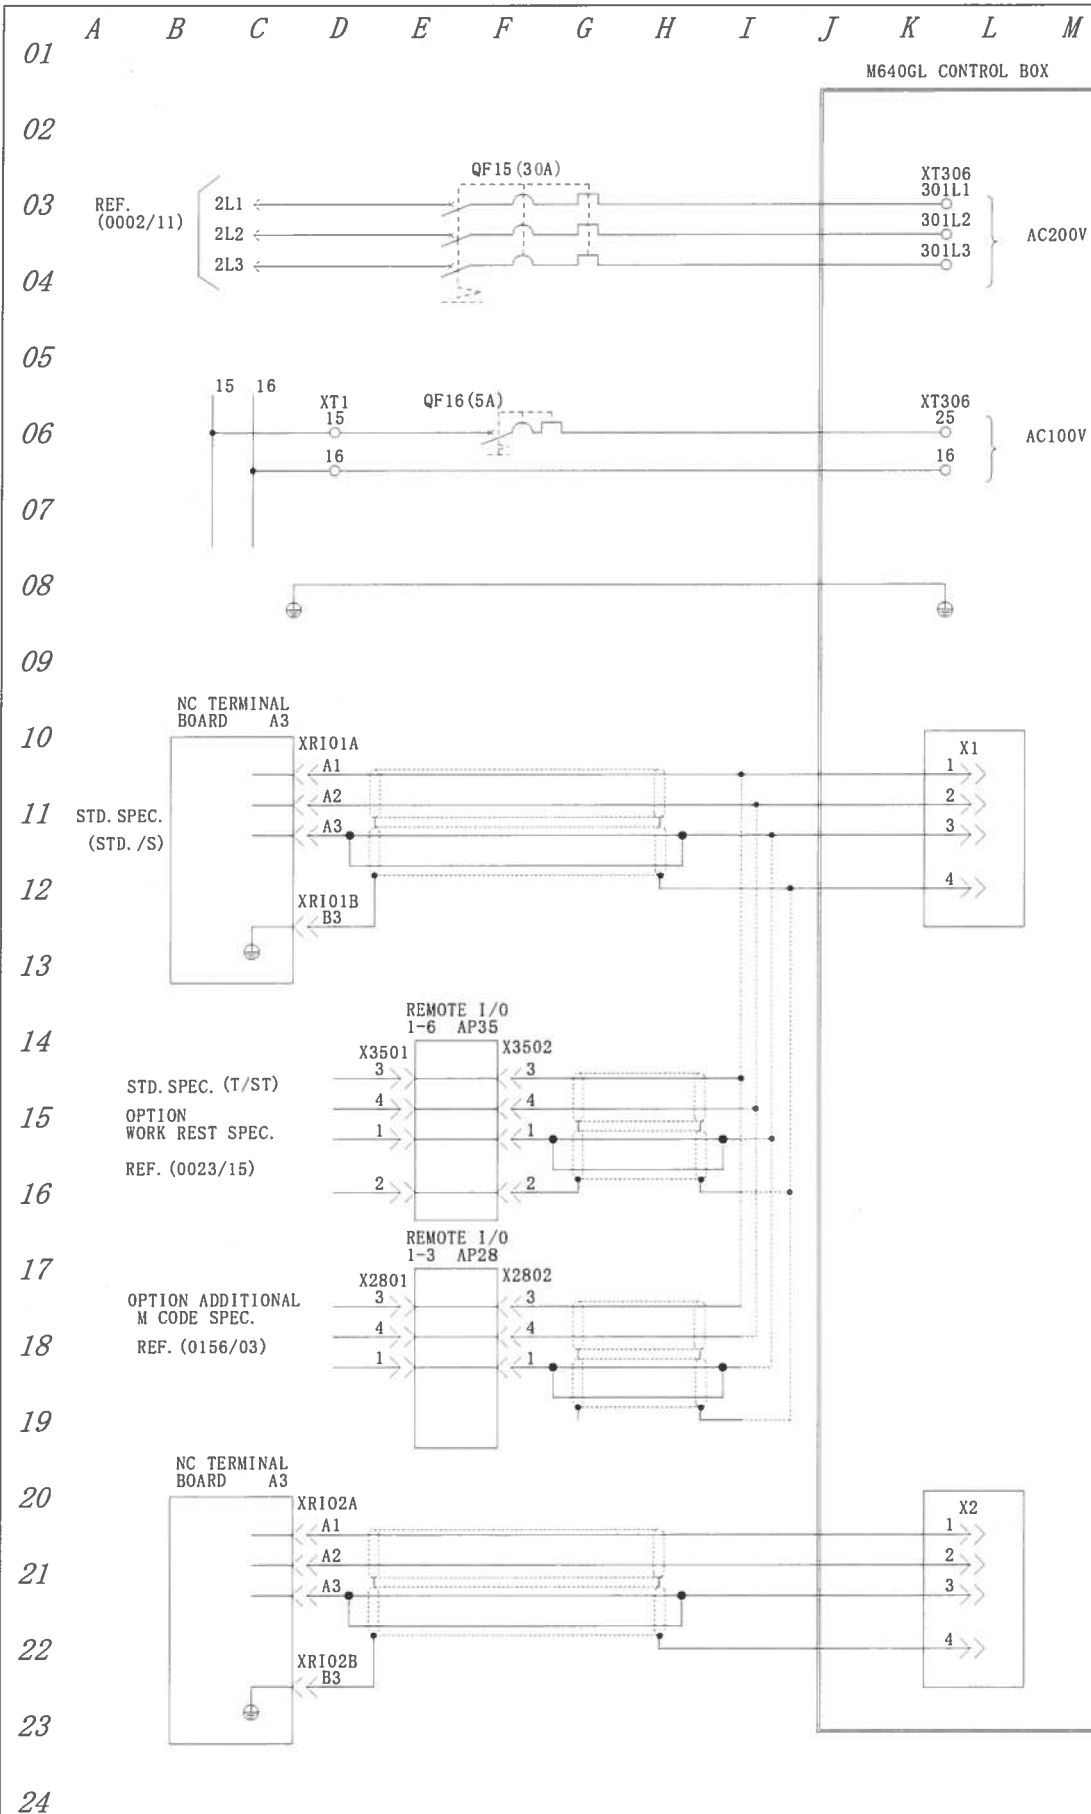 A B C D E F G H I J K L M
01
M640GL CONTROL BOX
02
QF15(30A)
XT306
03 REF. 2L1 301L1
(0002/11)
2L2 301L2 AC200V
2L3 301L3
04
05
15 16
XT1 QF16(5A) XT306
15 25
06 AC100V
16 16
07
08
09
NC TERMINAL
BOARD A3
10
XRIO1A X1
A1 1
A2 2
11 STD.SPEC.
A3 3
(STD./S)
12 4
XRIO1B
B3
13
REMOTE I/O
1-6 AP35
14
X3501 X3502
3 3
STD.SPEC.(T/ST)
4 4
15 OPTION
WORK REST SPEC.
1 1
REF.(0023/15)
2 2
16
REMOTE I/O
1-3 AP28
17
X2801 X2802
3 3
OPTION ADDITIONAL
M CODE SPEC.
4 4
18 REF.(0156/03)
1 1
19
NC TERMINAL
BOARD A3
20
XRIO2A X2
A1 1
A2 2
21
A3 3
22 4
XRIO2B
B3
23
24